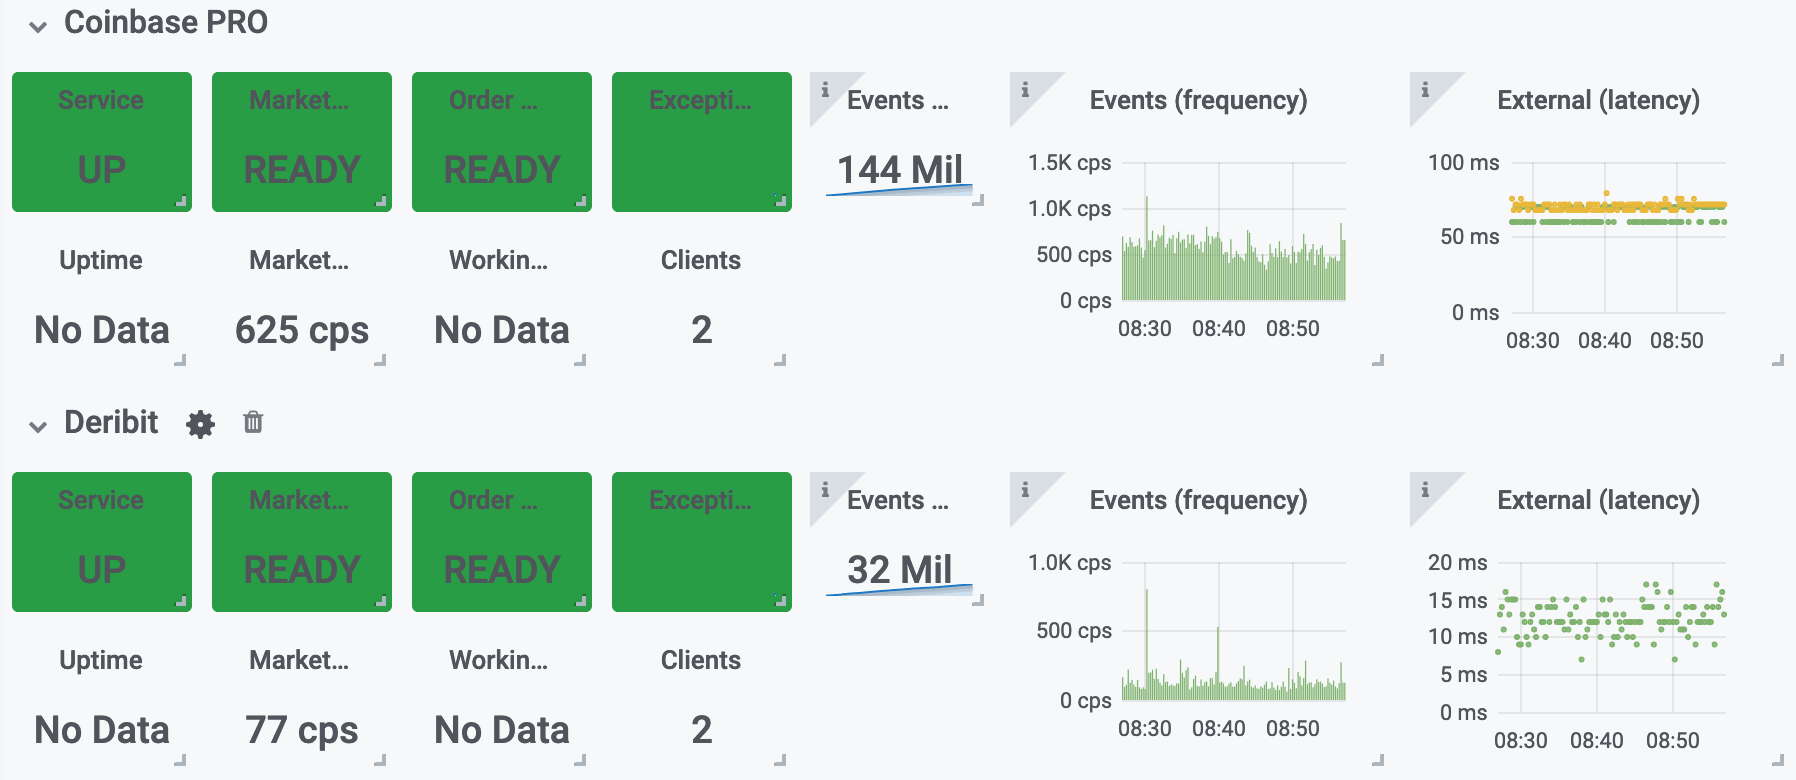 Coinbase PRO
Service
UP
Market...
READY
Order ...
READY
Excepti...
i
Events ...
144 Mil
i
Events (frequency)
1.5K cps
1.0K cps
500 cps
0 cps
08:30 08:40 08:50
i
External (latency)
100 ms
50 ms
0 ms
08:30 08:40 08:50
Uptime
No Data
Market...
625 cps
Workin...
No Data
Clients
2
Deribit
Service
UP
Market...
READY
Order ...
READY
Excepti...
i
Events ...
32 Mil
i
Events (frequency)
1.0K cps
500 cps
0 cps
08:30 08:40 08:50
i
External (latency)
20 ms
15 ms
10 ms
5 ms
0 ms
08:30 08:40 08:50
Uptime
No Data
Market...
77 cps
Workin...
No Data
Clients
2